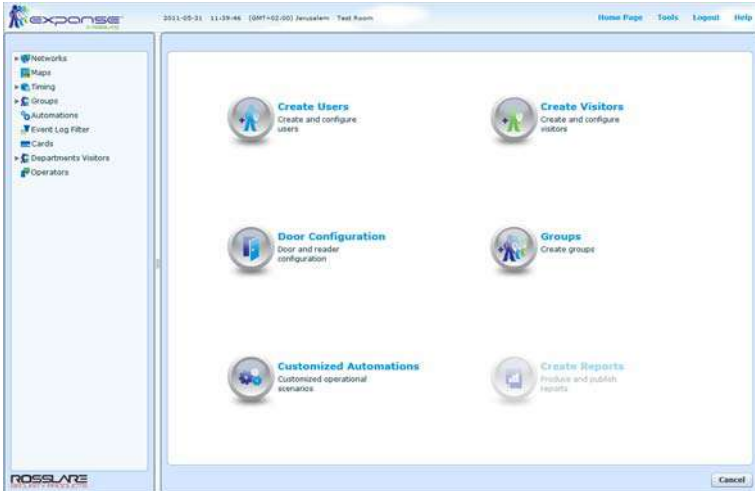 expanse
2011-05-31 11:39:46 (GMT+02:00) Jerusalem Test Room
Home Page Tools Logout Help
Networks
Maps
Timing
Groups
Automations
Event Log Filter
Cards
Departments Visitors
Operators
Create Users
Create and configure
users
Create Visitors
Create and configure
visitors
Door Configuration
Door and reader
configuration
Groups
Create groups
Customized Automations
Customized operational
scenarios
Create Reports
Produce and publish
reports
ROSSLARE
SECURITY PRODUCTS
Cancel